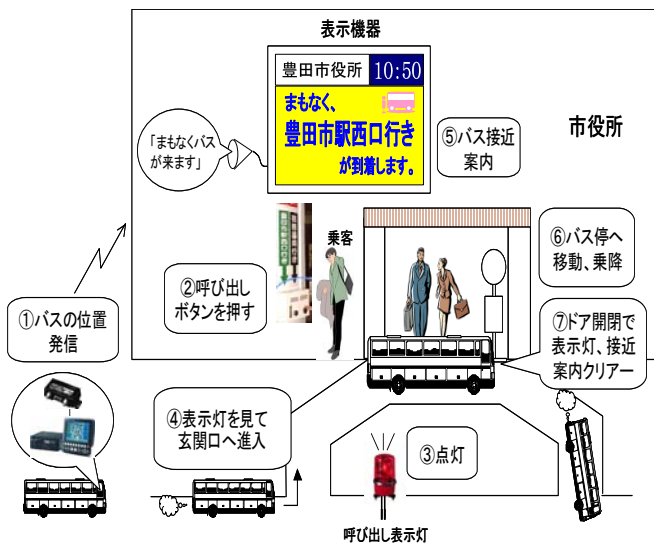 表示機器
豊田市役所 10:50
まもなく、
豊田市駅西口行き
が到着します。
「まもなくバス
が来ます」
⑤バス接近
案内
市役所
乗客
②呼び出し
ボタンを押す
⑥バス停へ
移動、乗降
①バスの位置
発信
⑦ドア開閉で
表示灯、接近
案内クリアー
④表示灯を見て
玄関口へ進入
③点灯
呼び出し表示灯